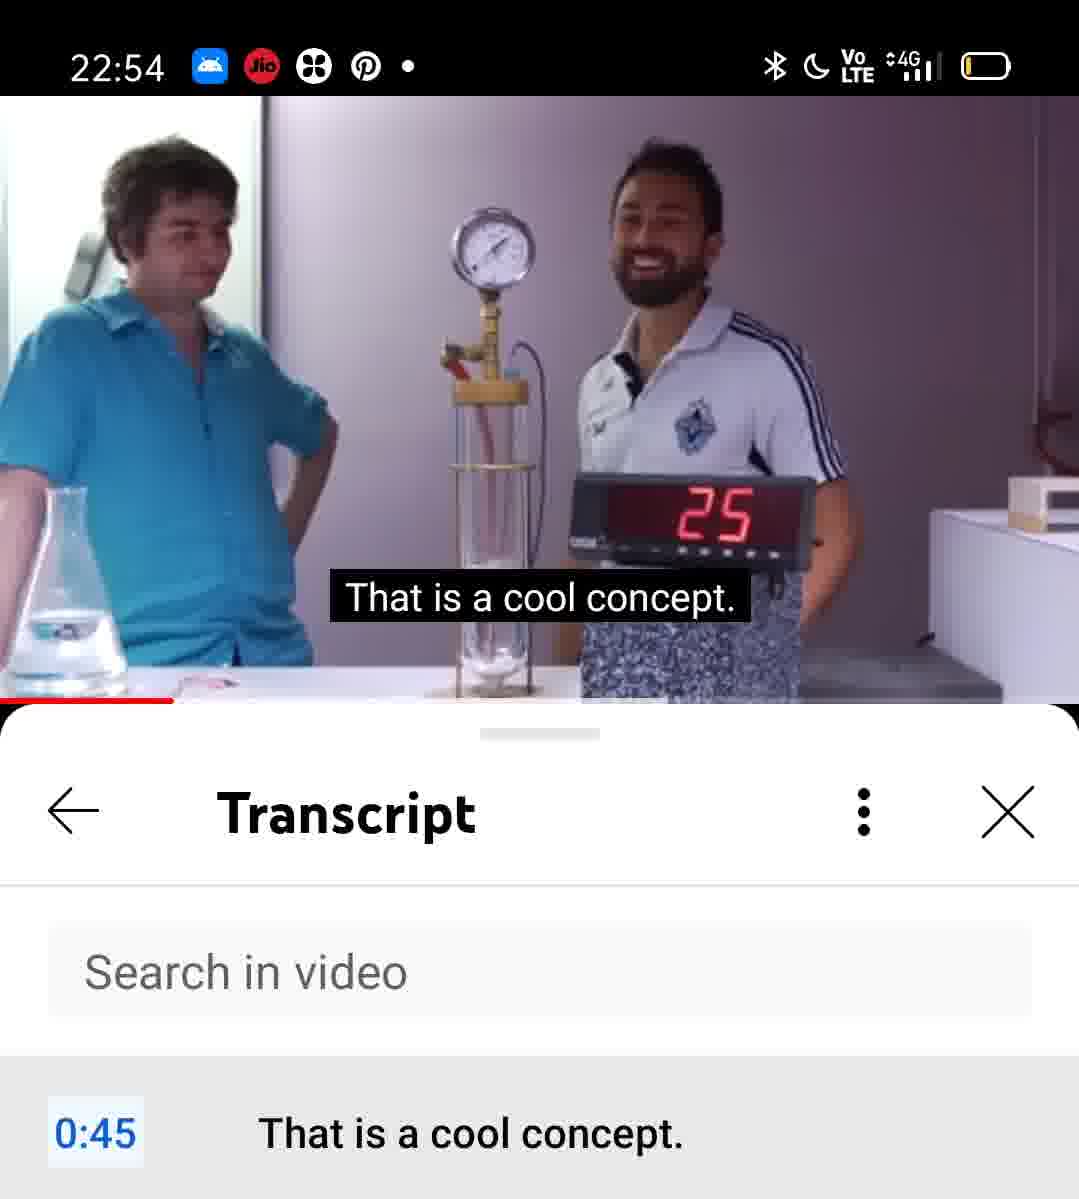 22:54
Jio
Vo
LTE
4G
25
That is a cool concept.
Transcript
Search in video
0:45
That is a cool concept.